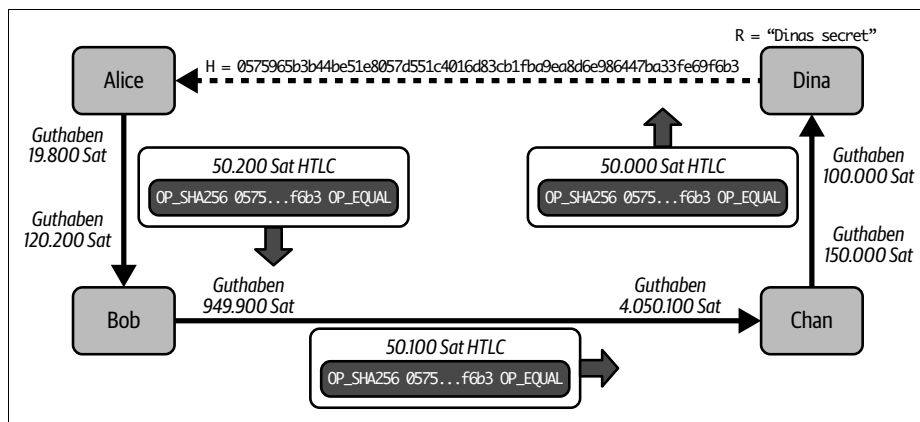 R = “Dinas secret”
Alice
H = 0575965b3b44be51e8057d551c4016d83cb1fba9ea8d6e986447ba33fe69f6b3
Dina
Guthaben
19.800 Sat
50.200 Sat HTLC
OP_SHA256 0575...f6b3 OP_EQUAL
50.000 Sat HTLC
OP_SHA256 0575...f6b3 OP_EQUAL
Guthaben
100.000 Sat
Guthaben
120.200 Sat
Guthaben
150.000 Sat
Bob
Guthaben
949.900 Sat
Guthaben
4.050.100 Sat
Chan
50.100 Sat HTLC
OP_SHA256 0575...f6b3 OP_EQUAL